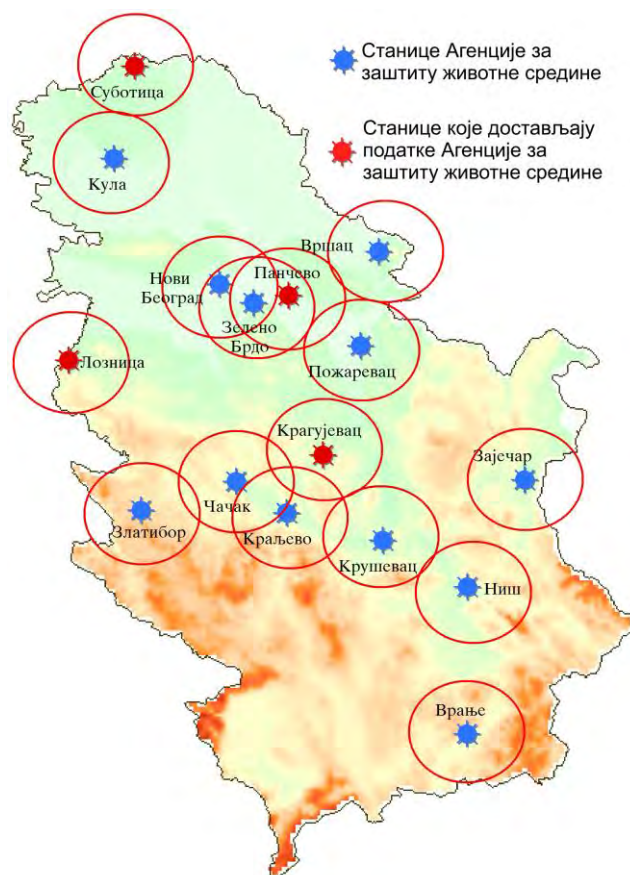 Станице Агенције за
заштиту животне средине
Станице које достављају
податке Агенције за
заштиту животне средине
Суботица
Кула
Вршац
Нови
Београд
Панчево
Зелено
Брдо
Лозница
Пожаревац
Крагујевац
Зајечар
Чачак
Златибор
Краљево
Крушевац
Ниш
Врање